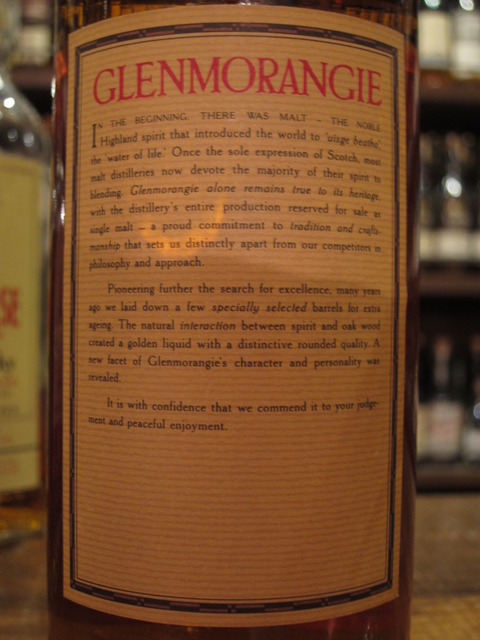 GLENMORANGIE
IN THE BEGINNING, THERE WAS MALT - THE NOBLE
Highland spirit that introduced the world to 'uisge beatha',
the water of life.' Once the sole expression of Scotch, most
malt distilleries now devote the majority of their spirit to
blending. Glenmorangie alone remains true to its heritage,
with the distillery's entire production reserved for sale as
single malt – a proud commitment to tradition and crafts-
manship that sets us distinctly apart from our competitors in
philosophy and approach.
Pioneering further the search for excellence, many years
ago we laid down a few specially selected barrels for extra
ageing. The natural interaction between spirit and oak wood
created a golden liquid with a distinctive rounded quality. A
new facet of Glenmorangie's character and personality was
revealed.
It is with confidence that we commend it to your judge-
ment and peaceful enjoyment.